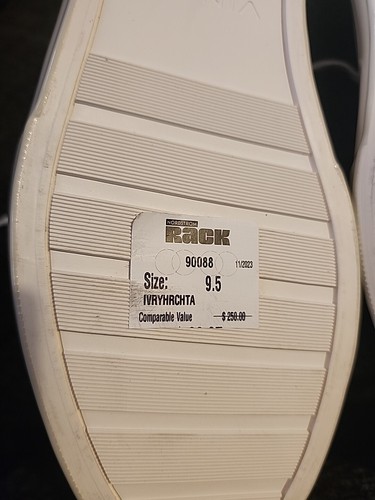 NORDSTROM
Rack
90088 11/2023
Size: 9.5
IVRYHRCHTA
Comparable Value $ 250.00